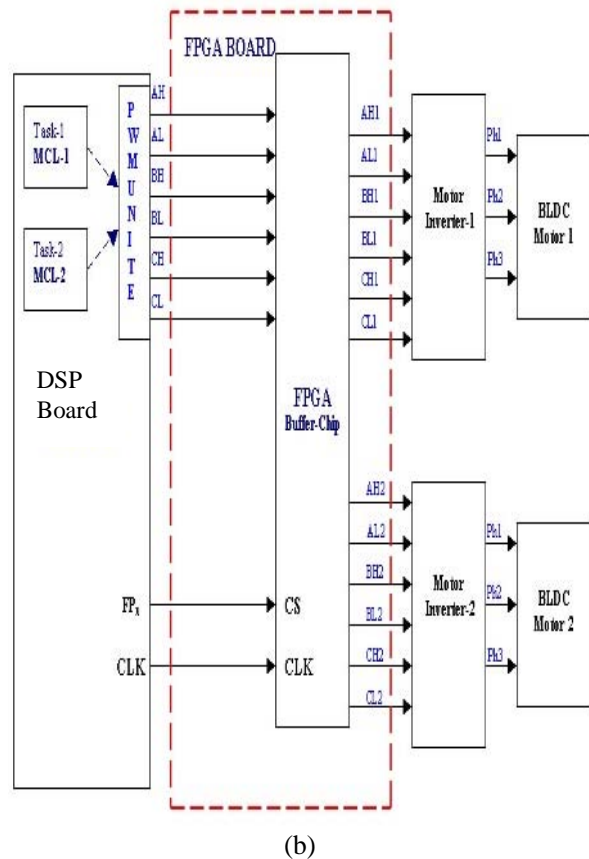 FPGA BOARD
Task-1
MCL-1
Task-2
MCL-2
P
W
M
U
N
I
T
E
AH
AL
BH
BL
CH
CL
DSP
Board
FPx
CLK
CS
CLK
FPGA
Buffer-Chip
AH1
AL1
BH1
BL1
CH1
CL1
Motor
Inverter-1
Ph1
Ph2
Ph3
BLDC
Motor 1
AH2
AL2
BH2
BL2
CH2
CL2
Motor
Inverter-2
Ph1
Ph2
Ph3
BLDC
Motor 2
(b)